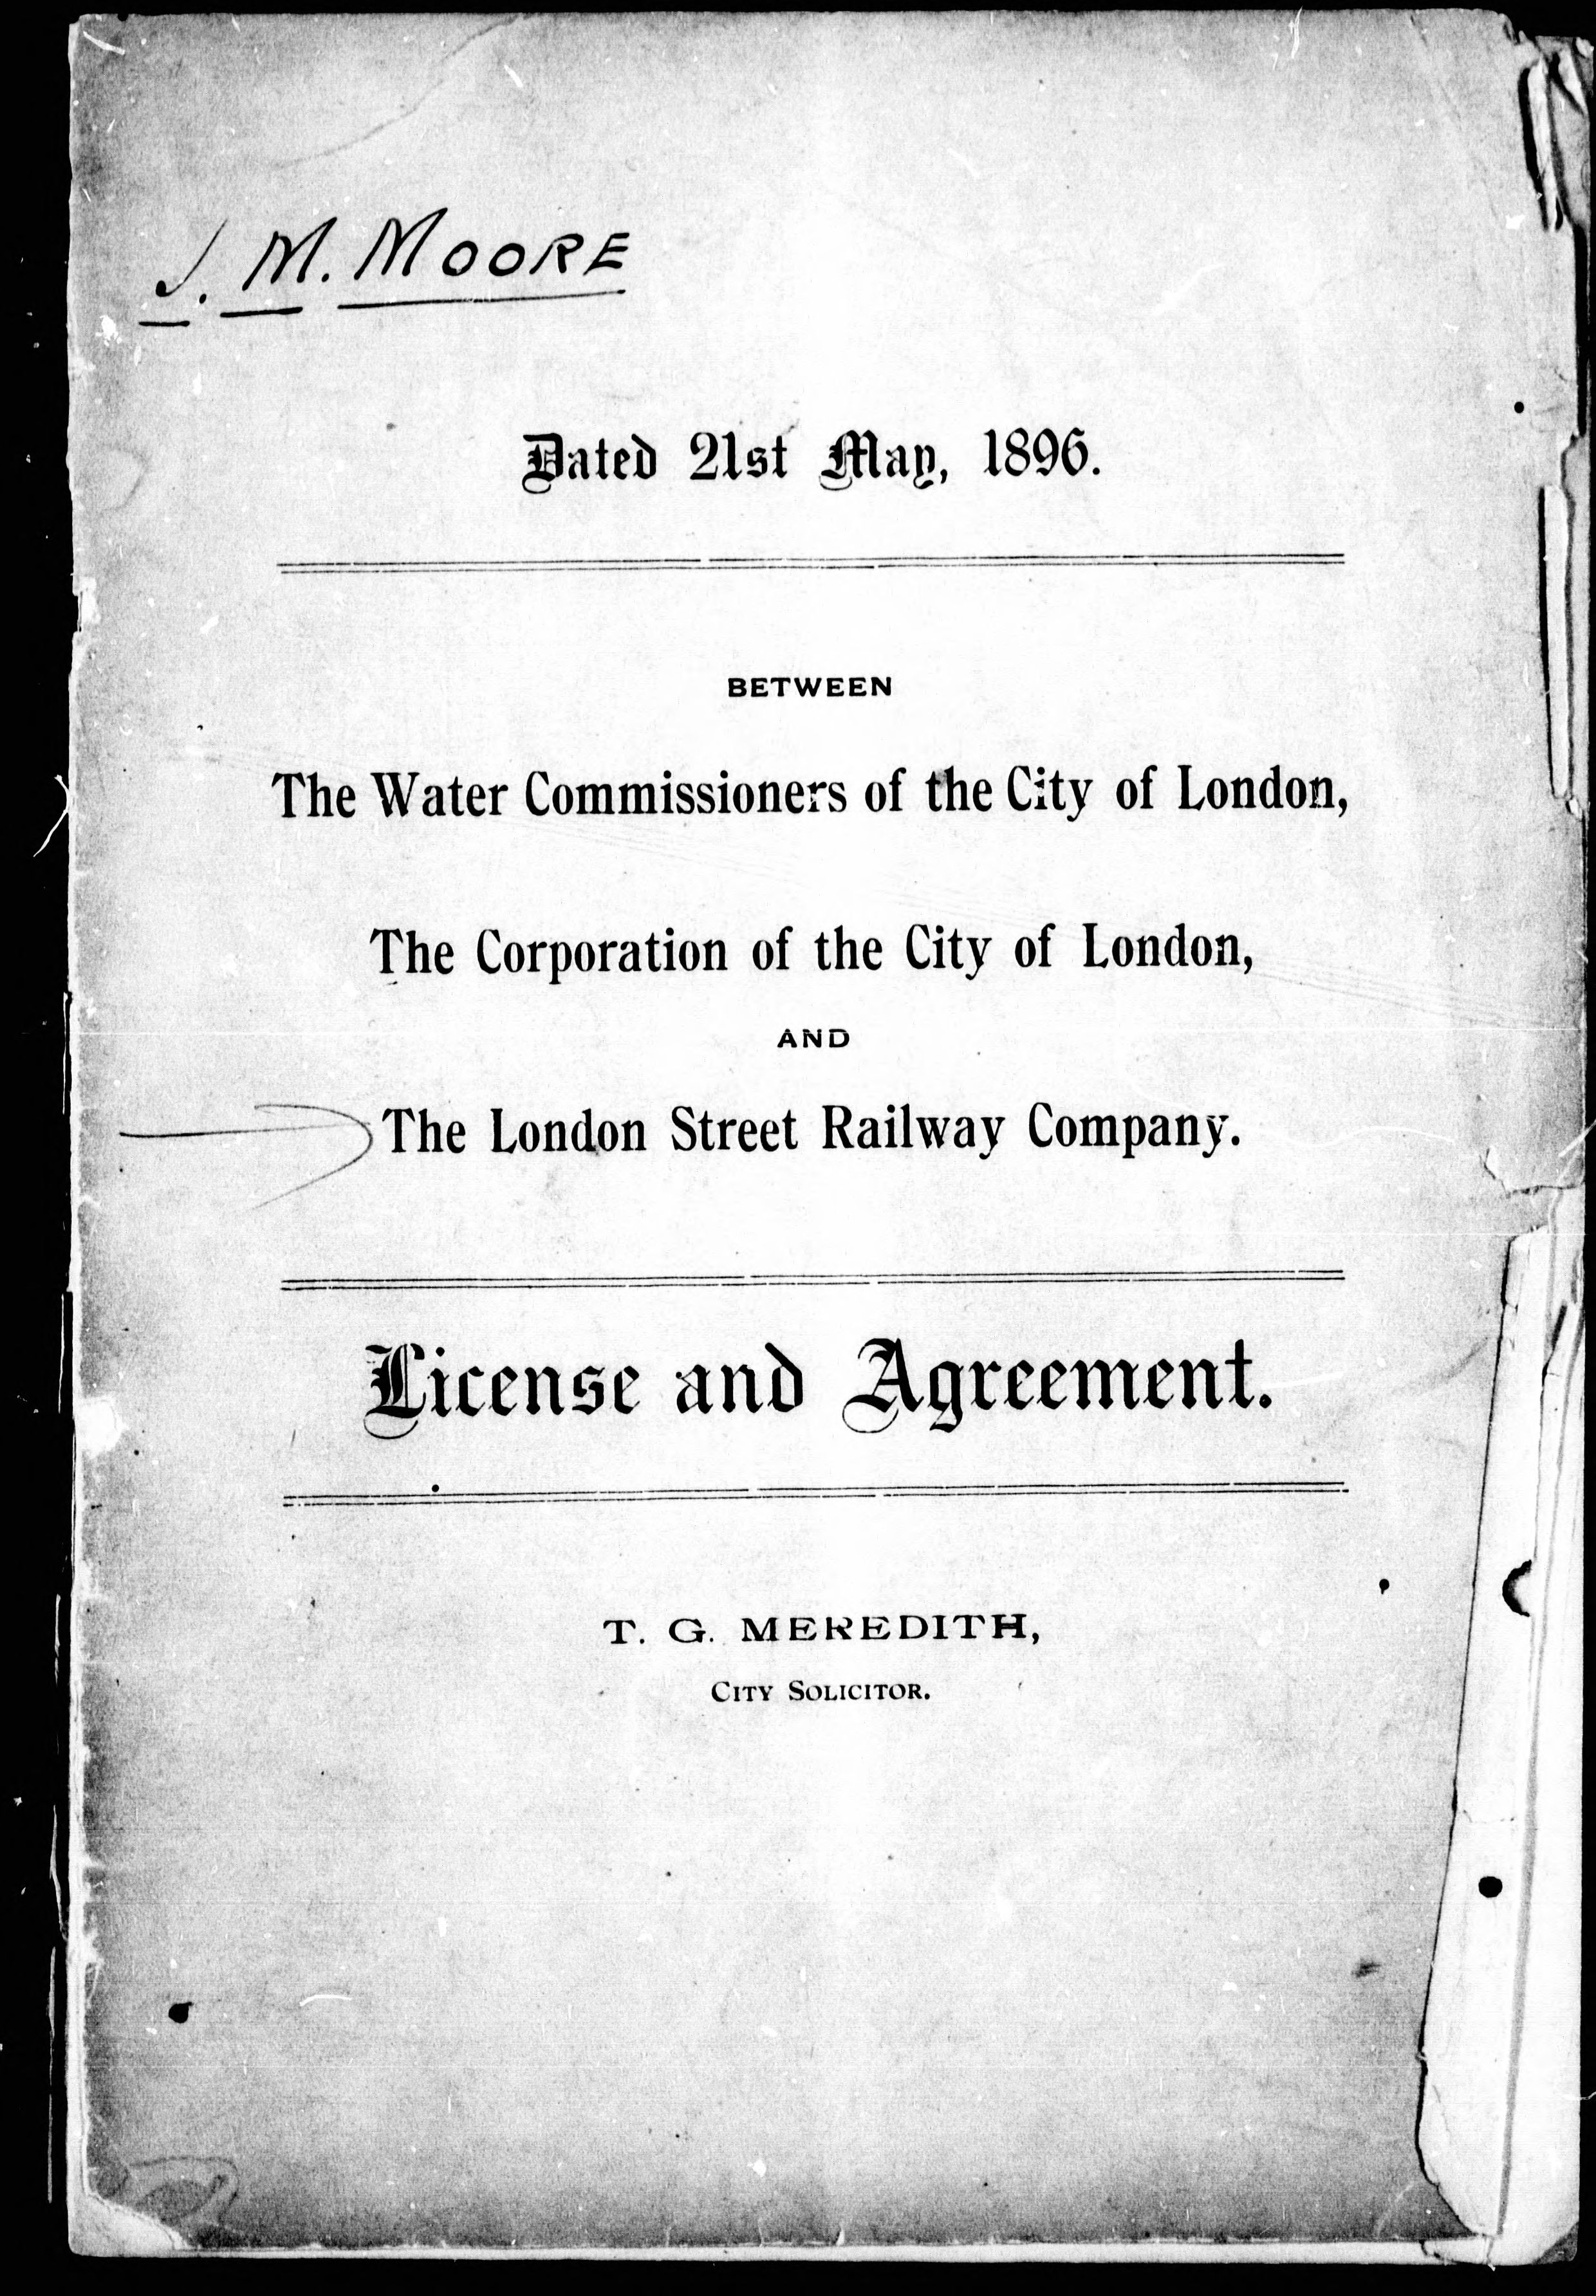 J. M. MOORE
Dated 21st May, 1896.
BETWEEN
The Water Commissioners of the City of London,
The Corporation of the City of London,
AND
The London Street Railway Company.
License and Agreement.
T. G. MEREDITH,
CITY SOLICITOR.